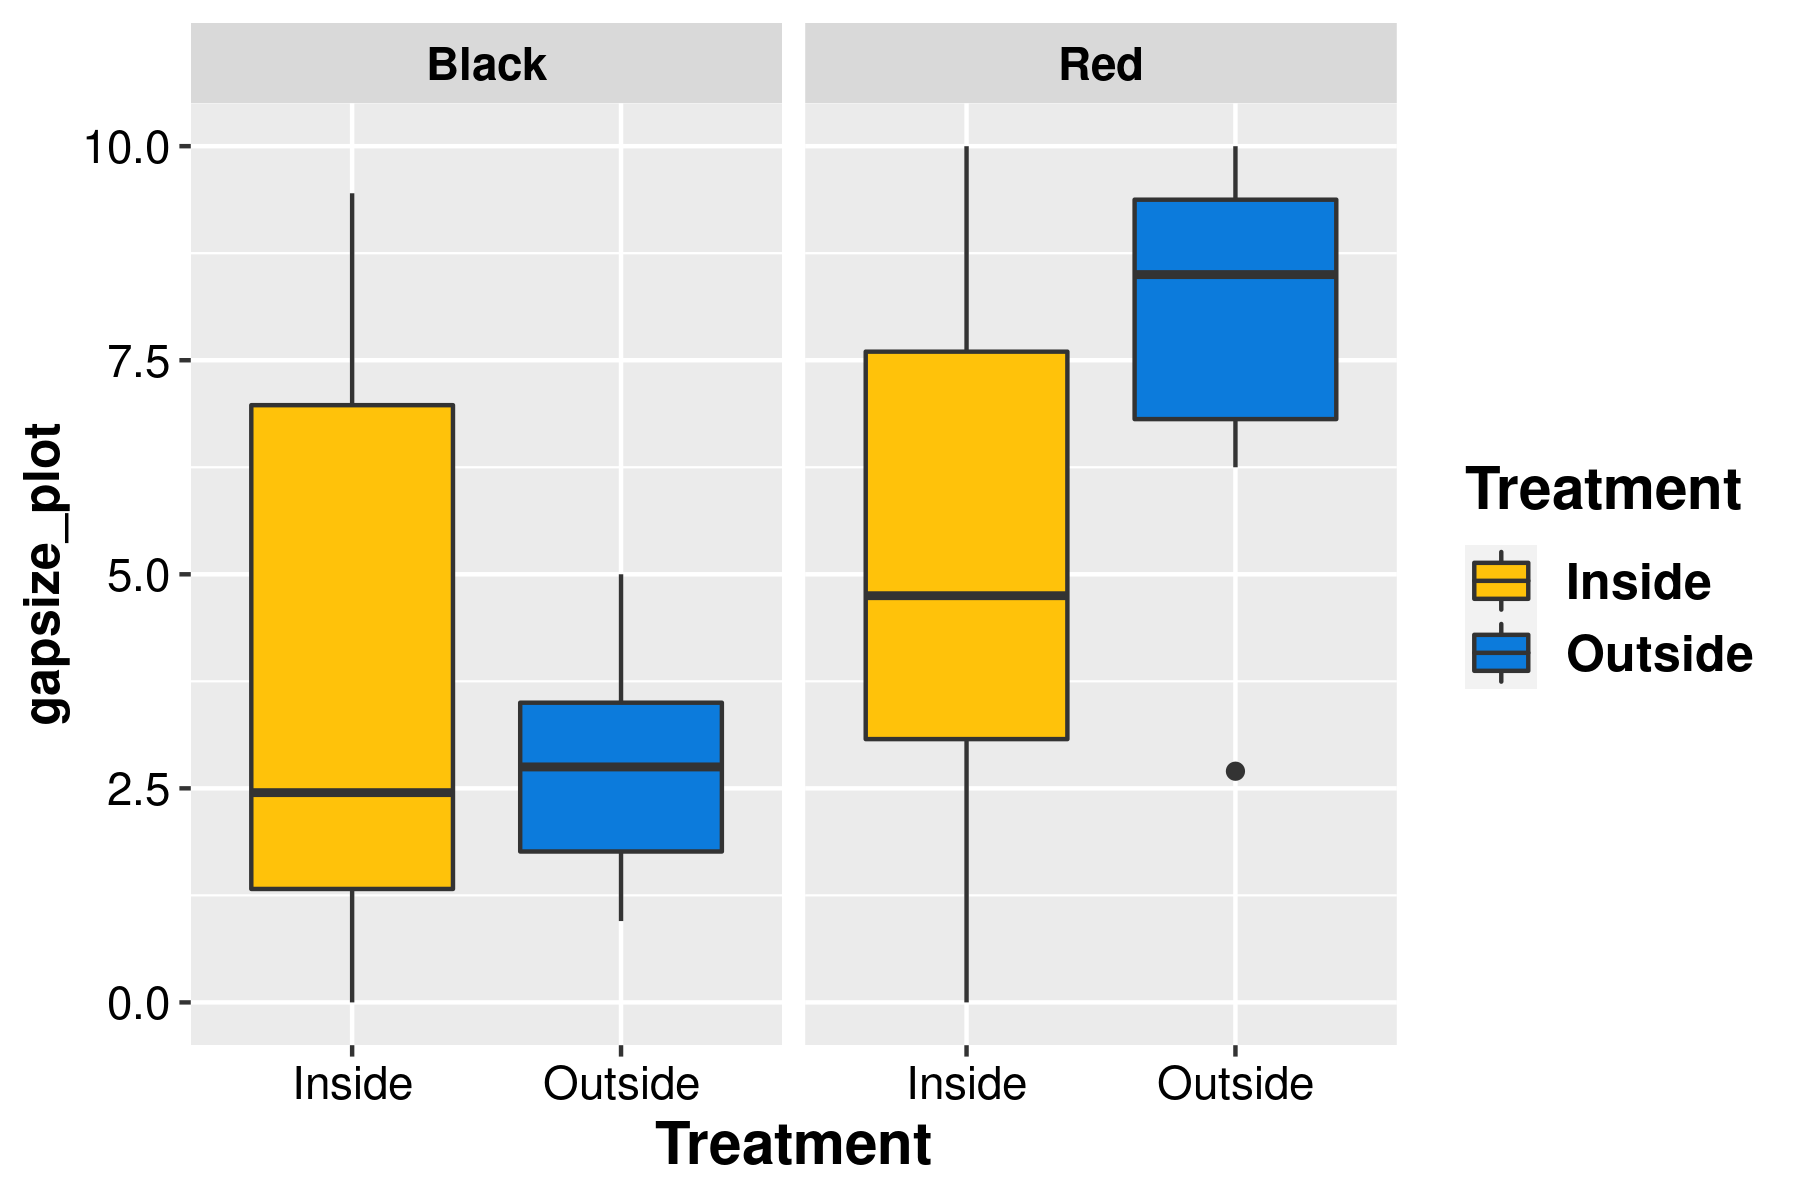 Black
Red
10.0
7.5
5.0
2.5
0.0
gapsize_plot
Inside
Outside
Inside
Outside
Treatment
Treatment
Inside
Outside